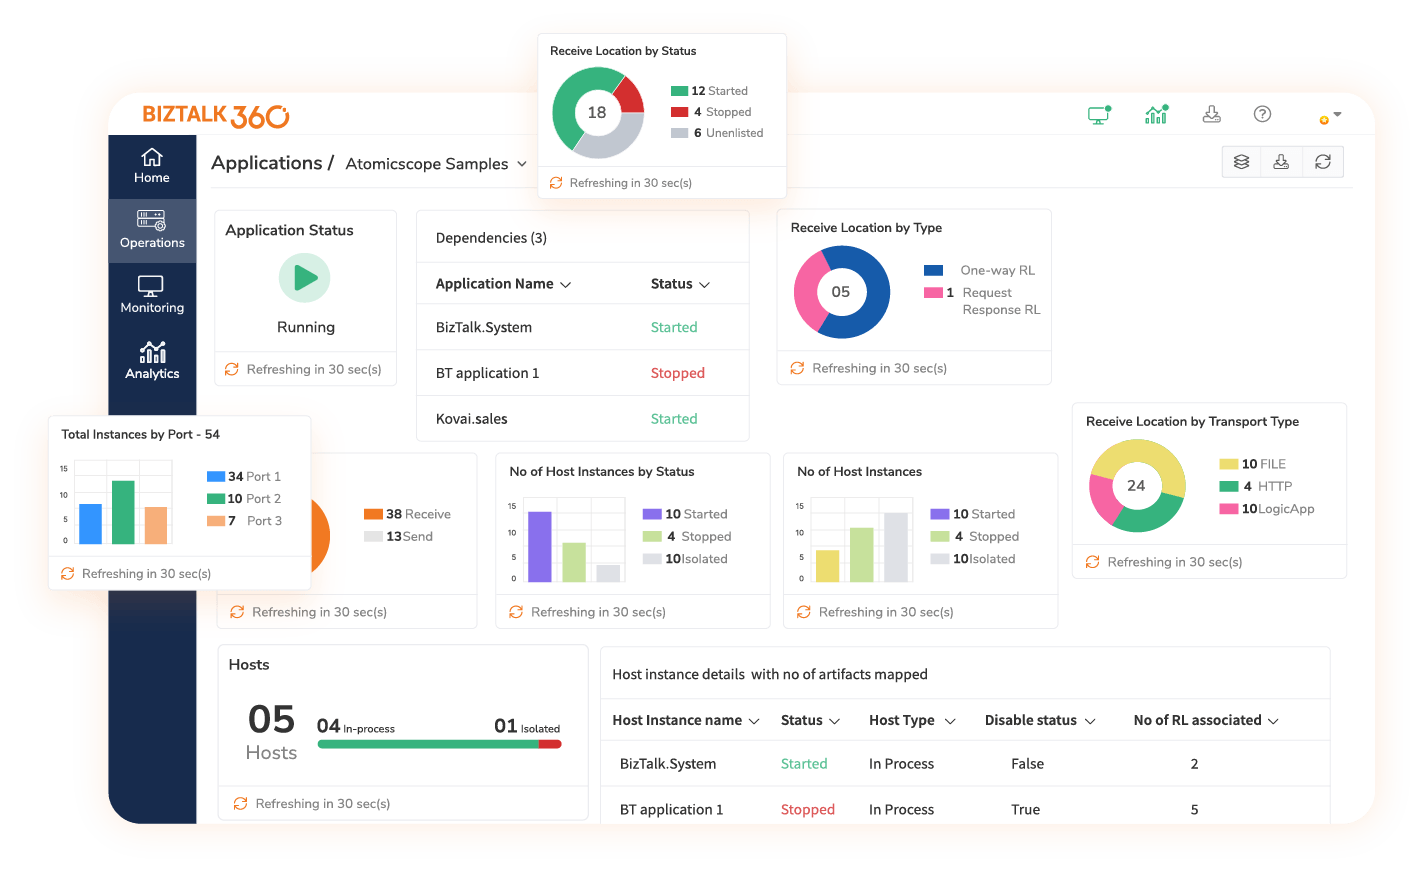 BIZTALK 360
Home
Operations
Monitoring
Analytics
Applications / Atomicscope Samples
Receive Location by Status
18
12 Started
4 Stopped
6 Unenlisted
Refreshing in 30 sec(s)
Application Status
Running
Refreshing in 30 sec(s)
Dependencies (3)
Application Name Status
BizTalk.System Started
BT application 1 Stopped
Kovai.sales Started
Receive Location by Type
05
One-way RL
1 Request
Response RL
Refreshing in 30 sec(s)
Receive Location by Transport Type
24
10 FILE
4 HTTP
10LogicApp
Refreshing in 30 sec(s)
Total Instances by Port - 54
15
10
5
0
34 Port 1
10 Port 2
7 Port 3
Refreshing in 30 sec(s)
38 Receive
13Send
Refreshing in 30 sec(s)
No of Host Instances by Status
15
10
5
0
10 Started
4 Stopped
10Isolated
Refreshing in 30 sec(s)
No of Host Instances
15
10
5
0
10 Started
4 Stopped
10Isolated
Refreshing in 30 sec(s)
Hosts
05
Hosts
04 In-process 01 Isolated
Refreshing in 30 sec(s)
Host instance details with no of artifacts mapped
Host Instance name Status Host Type Disable status No of RL associated
BizTalk.System Started In Process False 2
BT application 1 Stopped In Process True 5